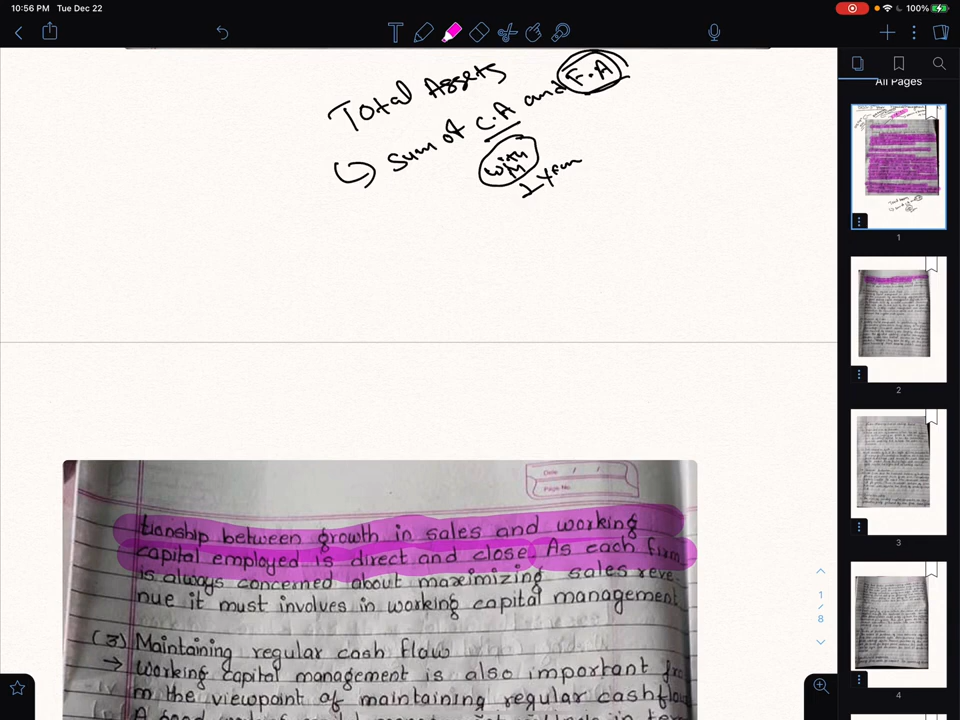 10:56 PM Tue Dec 22
100%
All Pages
Total Assets
Sum of C.A and F.A
with
1 Year
1
2
3
4
1
/
8
Date / /
Page No.
tionship between growth in sales and working
capital employed is direct and close. As each firm
is always concerned about maximizing sales reve-
nue it must involves in working capital management.
(3) Maintaining regular cash flow
→ Working capital management is also important fro
m the viewpoint of maintaining regular cashflow